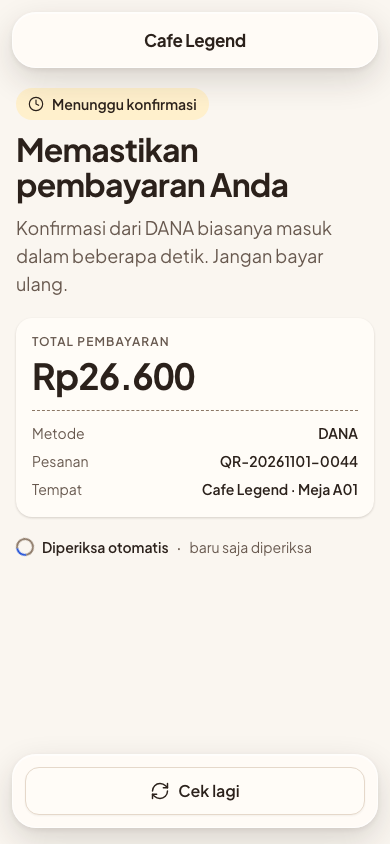 Cafe Legend
Menunggu konfirmasi
Memastikan
pembayaran Anda
Konfirmasi dari DANA biasanya masuk
dalam beberapa detik. Jangan bayar
ulang.
TOTAL PEMBAYARAN
Rp26.600
Metode DANA
Pesanan QR-20261101-0044
Tempat Cafe Legend · Meja A01
Diperiksa otomatis · baru saja diperiksa
Cek lagi